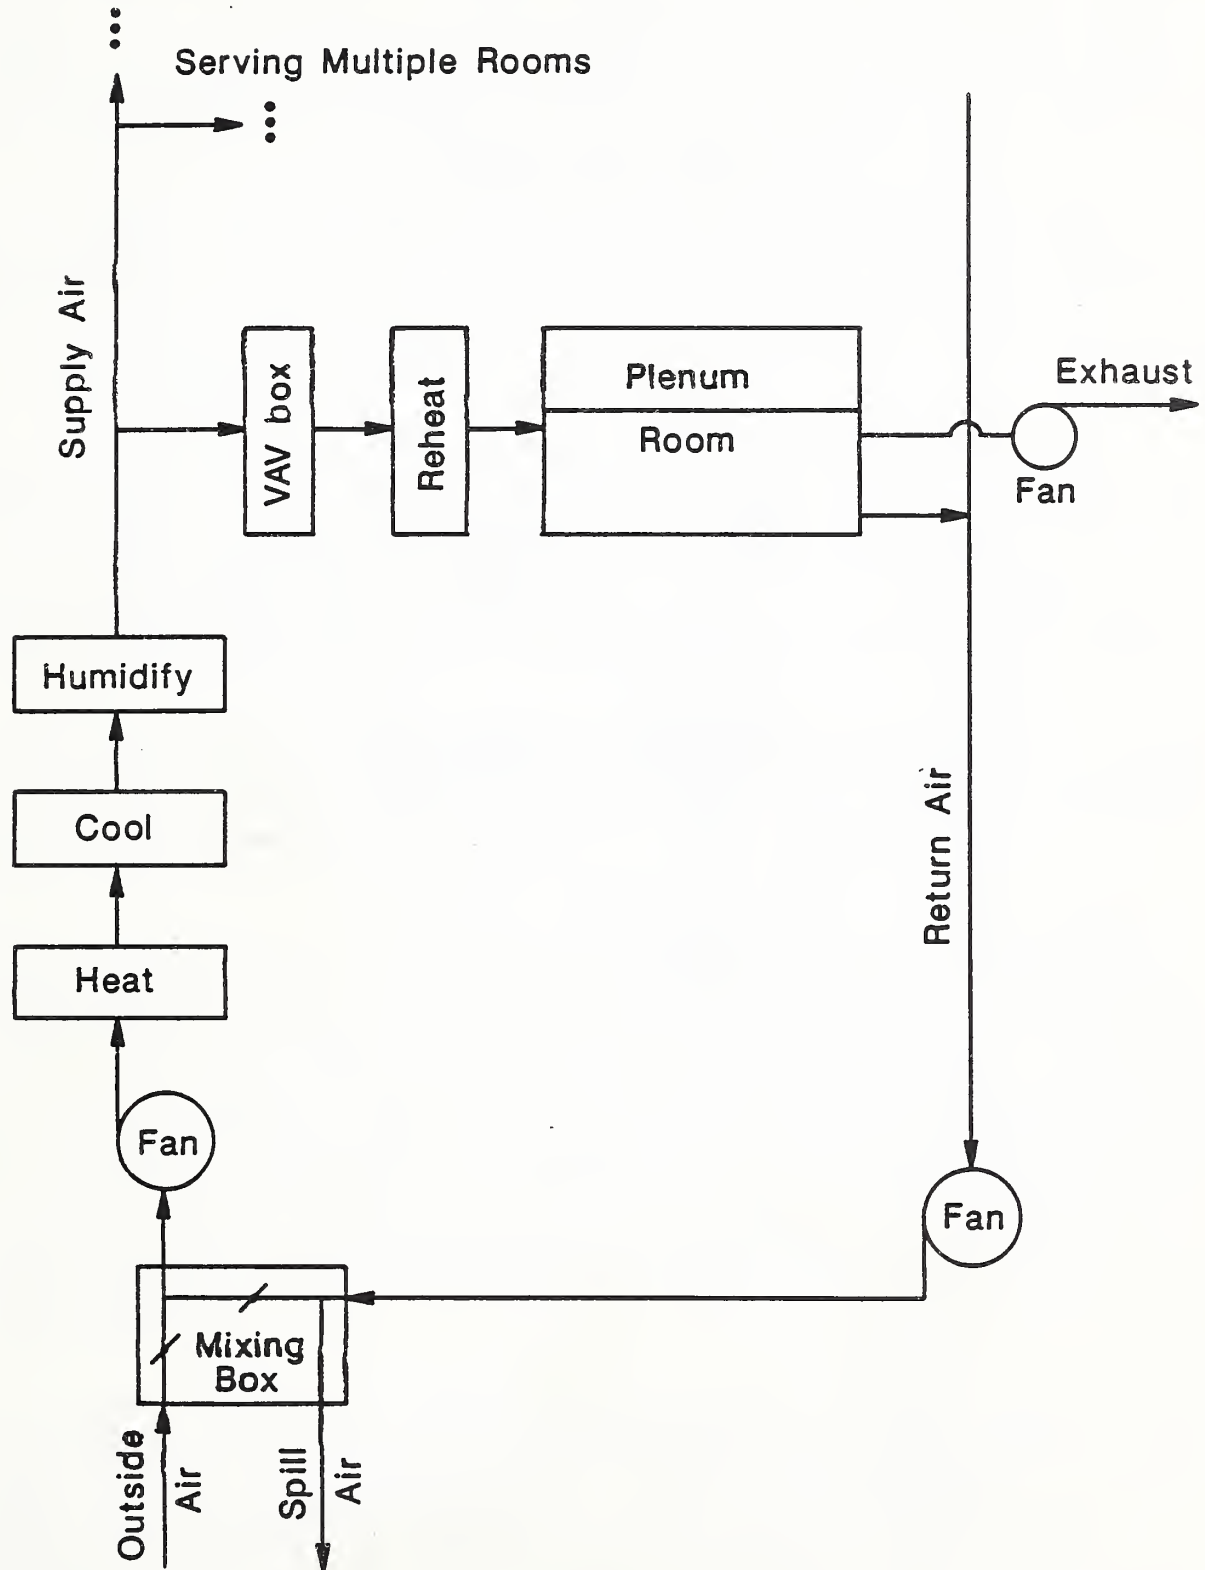 Serving Multiple Rooms
Supply Air
VAV box
Reheat
Plenum
Room
Exhaust
Fan
Humidify
Cool
Heat
Return Air
Fan
Fan
Mixing
Box
Outside
Air
Spill
Air